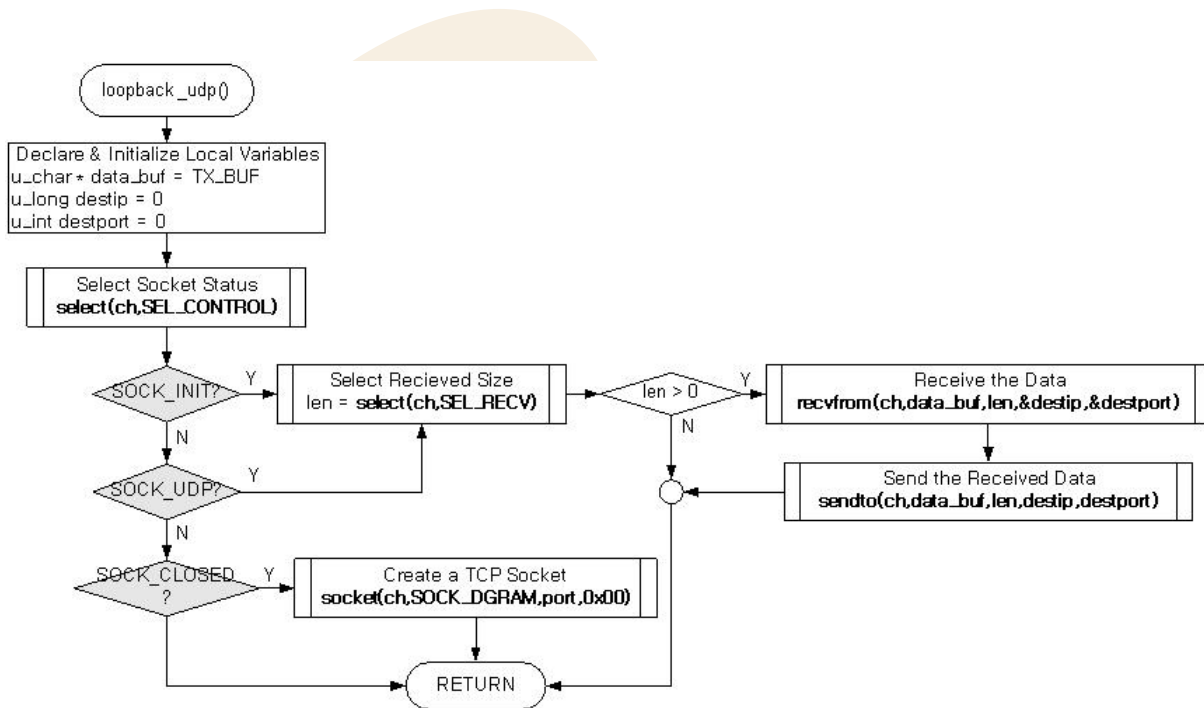 loopback_udp()
Declare & Initialize Local Variables
u_char* data_buf = TX_BUF
u_long destip = 0
u_int destport = 0
Select Socket Status
select(ch,SEL_CONTROL)
SOCK_INIT?
Y
Select Recieved Size
len = select(ch,SEL_RECV)
len > 0
Y
Receive the Data
recvfrom(ch,data_buf,len,&destip,&destport)
N
N
SOCK_UDP?
Y
Send the Received Data
sendto(ch,data_buf,len,destip,destport)
N
SOCK_CLOSED
?
Y
Create a TCP Socket
socket(ch,SOCK_DGRAM,port,0x00)
RETURN